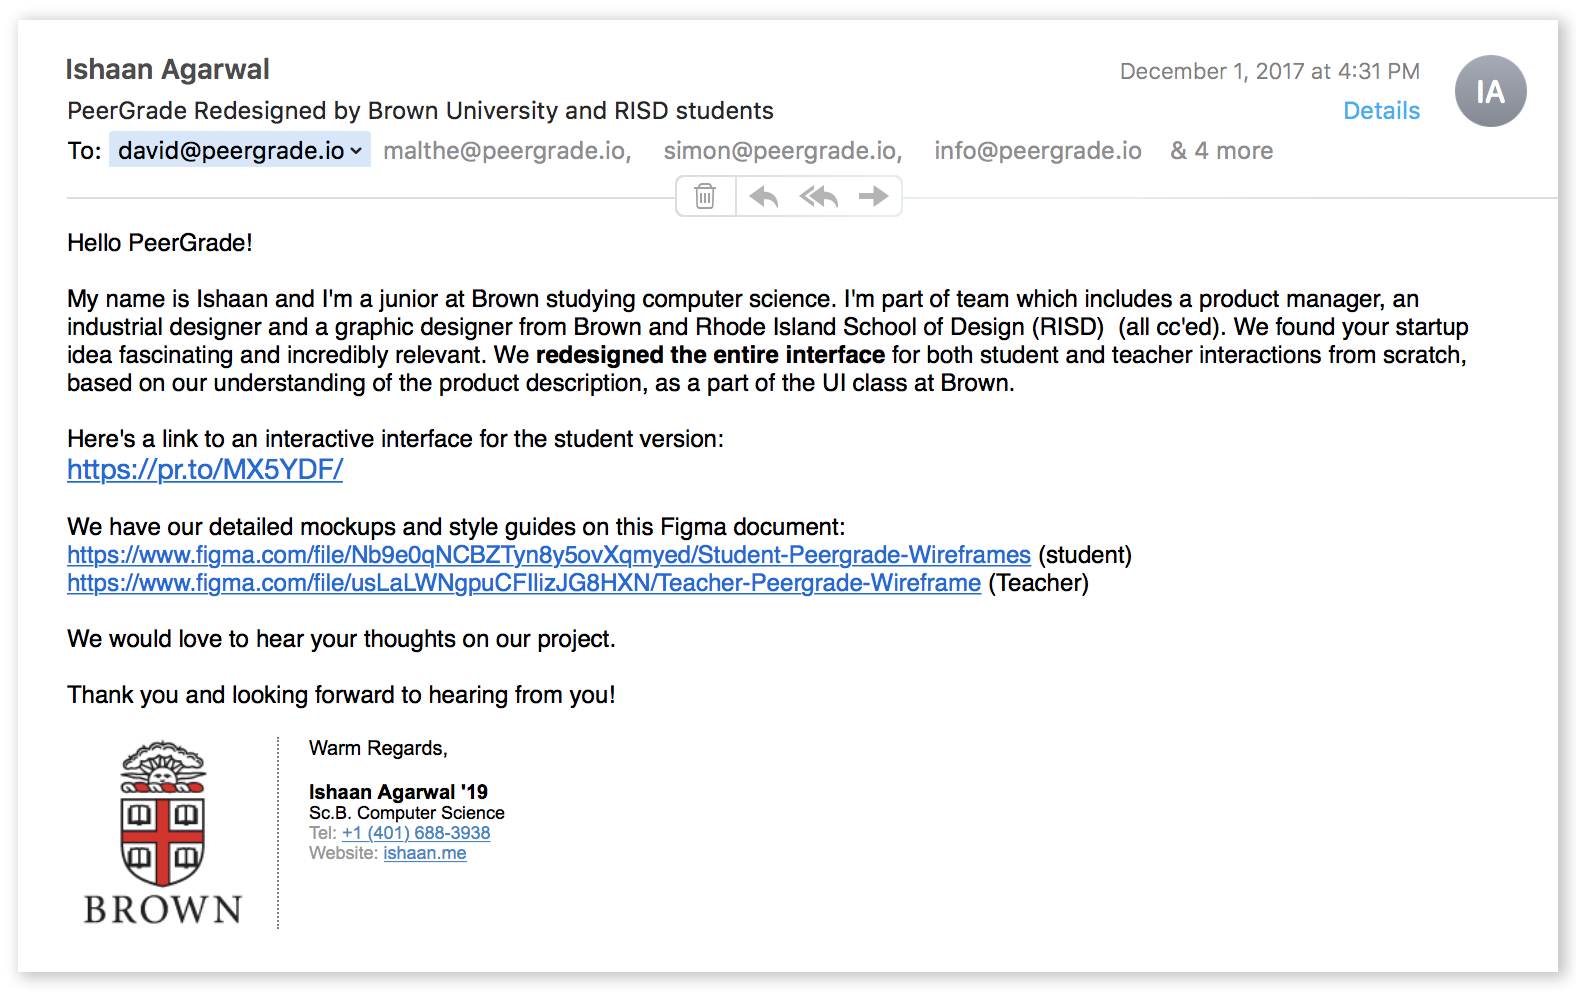 Ishaan Agarwal
December 1, 2017 at 4:31 PM
IA
PeerGrade Redesigned by Brown University and RISD students
Details
To: david@peergrade.io malthe@peergrade.io, simon@peergrade.io, info@peergrade.io & 4 more
Hello PeerGrade!
My name is Ishaan and I'm a junior at Brown studying computer science. I'm part of team which includes a product manager, an
industrial designer and a graphic designer from Brown and Rhode Island School of Design (RISD)  (all cc'ed). We found your startup
idea fascinating and incredibly relevant. We redesigned the entire interface for both student and teacher interactions from scratch,
based on our understanding of the product description, as a part of the UI class at Brown.
Here's a link to an interactive interface for the student version:
https://pr.to/MX5YDF/
We have our detailed mockups and style guides on this Figma document:
https://www.figma.com/file/Nb9e0qNCBZTyn8y5ovXqmyed/Student-Peergrade-Wireframes (student)
https://www.figma.com/file/usLaLWNgpuCFIlizJG8HXN/Teacher-Peergrade-Wireframe (Teacher)
We would love to hear your thoughts on our project.
Thank you and looking forward to hearing from you!
BROWN
Warm Regards,
Ishaan Agarwal '19
Sc.B. Computer Science
Tel: +1 (401) 688-3938
Website: ishaan.me